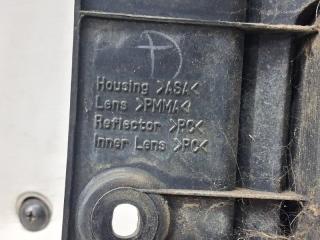 Housing >ASA<
Lens >PMMA<
Reflector >PC<
Inner Lens >PC<